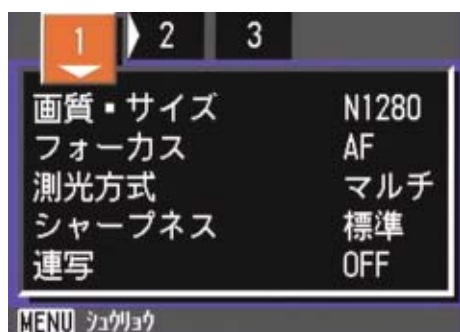 1 2 3
画質・サイズ N1280
フォーカス AF
測光方式 マルチ
シャープネス 標準
連写 OFF
MENU ｼｭｳﾘｮｳ